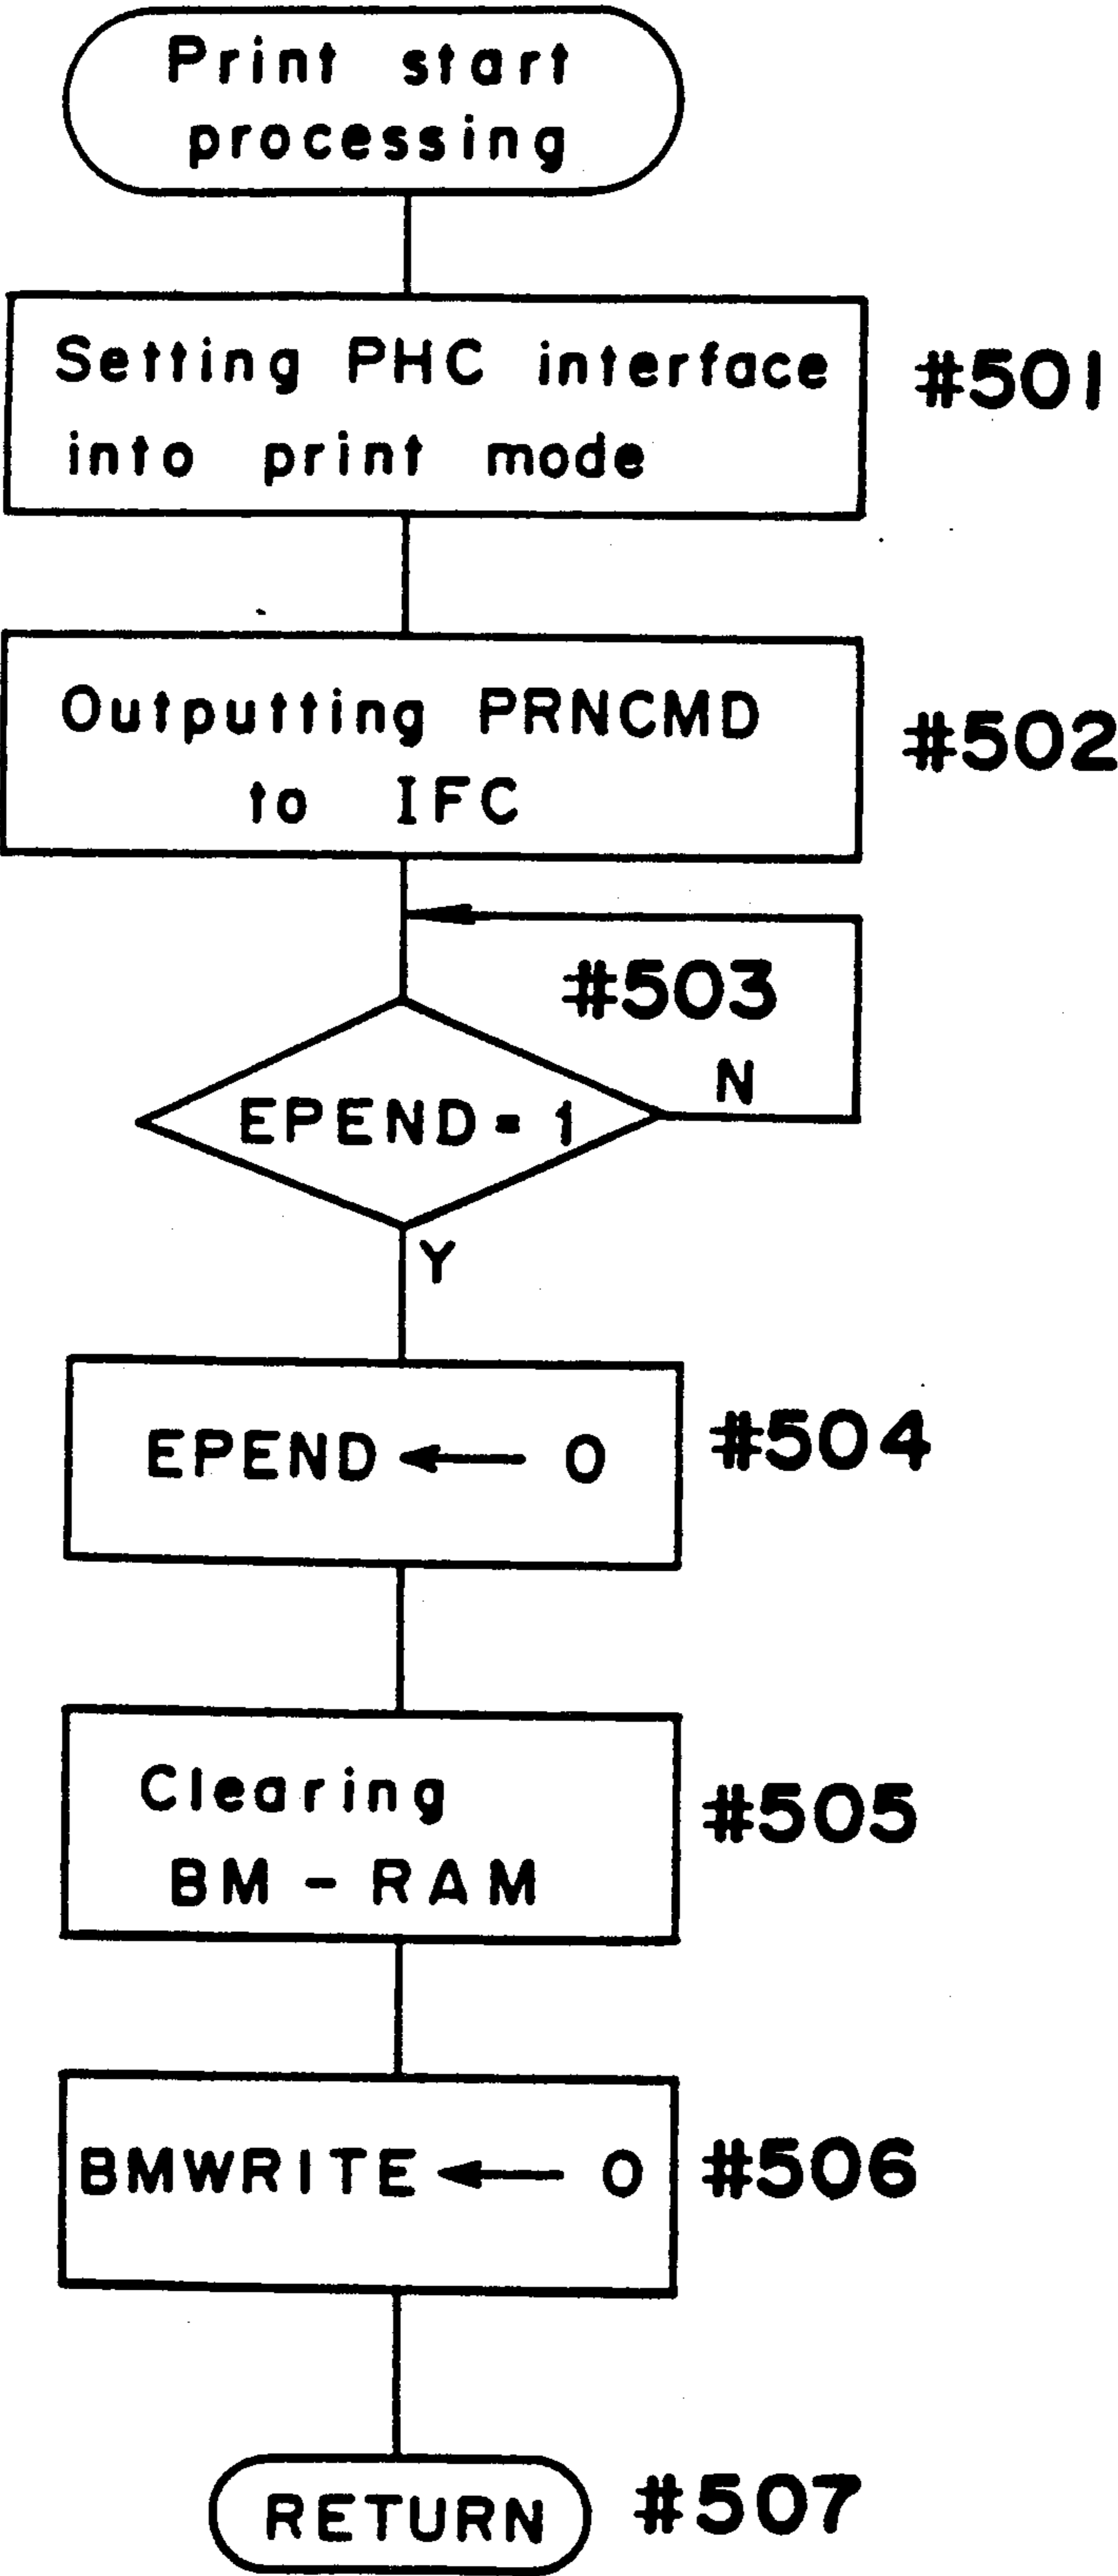 Print start
processing
Setting PHC interface
into print mode
#501
Outputting PRNCMD
to IFC
#502
#503
N
EPEND = 1
Y
EPEND ← 0
#504
Clearing
BM - RAM
#505
BMWRITE ← 0
#506
RETURN
#507